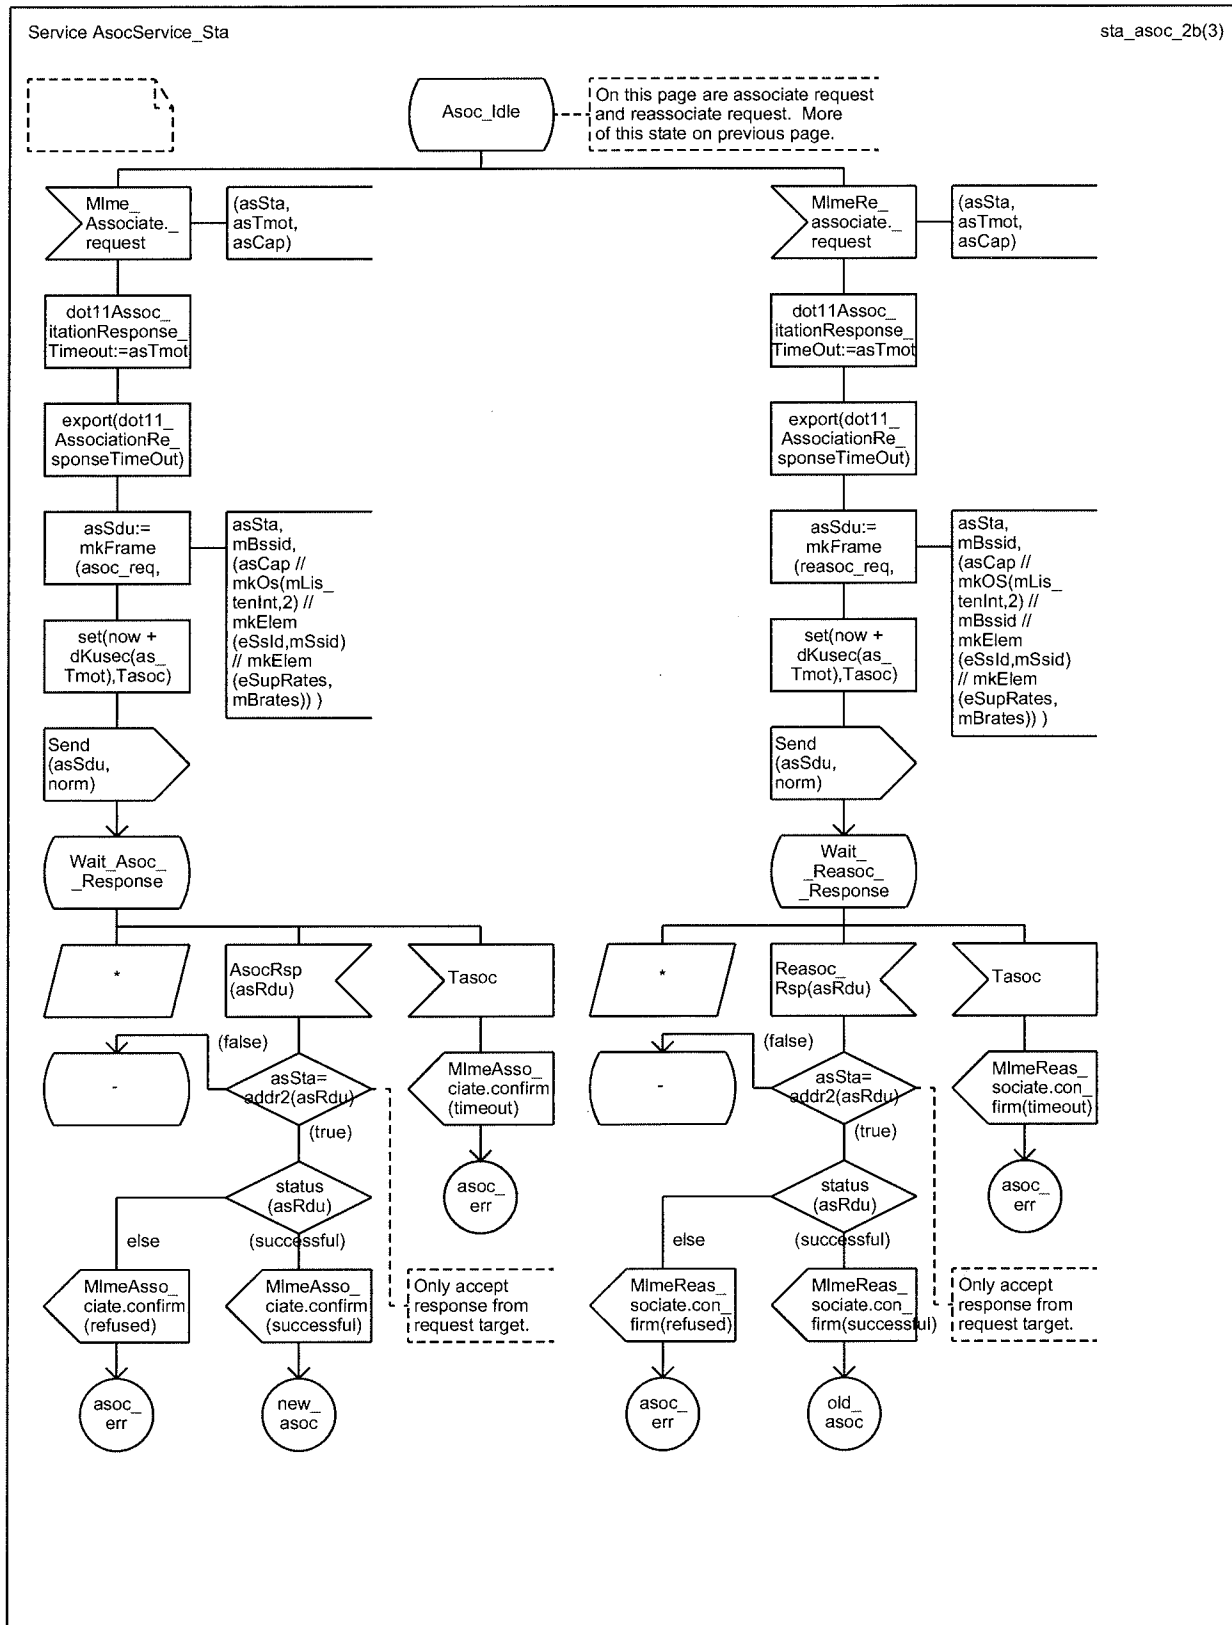 Service AsocService_Sta
sta_asoc_2b(3)
Asoc_Idle
On this page are associate request
and reassociate request. More
of this state on previous page.
Mlme_
Associate._
request
(asSta,
asTmot,
asCap)
dot11Assoc_
itationResponse_
Timeout:=asTmot
export(dot11_
AssociationRe_
sponseTimeOut)
asSdu:=
mkFrame
(asoc_req,
asSta,
mBssid,
(asCap //
mkOs(mLis_
tenInt,2) //
mkElem
(eSsId,mSsid)
// mkElem
(eSupRates,
mBrates)) )
set(now +
dKusec(as_
Tmot),Tasoc)
Send
(asSdu,
norm)
Wait_Asoc_
_Response
*
AsocRsp
(asRdu)
Tasoc
(false)
-
asSta=
addr2(asRdu)
MlmeAsso_
ciate.confirm
(timeout)
(true)
status
(asRdu)
asoc_
err
else
(successful)
MlmeAsso_
ciate.confirm
(refused)
MlmeAsso_
ciate.confirm
(successful)
Only accept
response from
request target.
asoc_
err
new_
asoc
MlmeRe_
associate._
request
(asSta,
asTmot,
asCap)
dot11Assoc_
itationResponse_
TimeOut:=asTmot
export(dot11_
AssociationRe_
sponseTimeOut)
asSdu:=
mkFrame
(reasoc_req,
asSta,
mBssid,
(asCap //
mkOS(mLis_
tenInt,2) //
mBssid //
mkElem
(eSsId,mSsid)
// mkElem
(eSupRates,
mBrates)) )
set(now +
dKusec(as_
Tmot),Tasoc)
Send
(asSdu,
norm)
Wait_
_Reasoc_
_Response
*
Reasoc_
Rsp(asRdu)
Tasoc
(false)
-
asSta=
addr2(asRdu)
MlmeReas_
sociate.con_
firm(timeout)
(true)
status
(asRdu)
asoc_
err
else
(successful)
MlmeReas_
sociate.con_
firm(refused)
MlmeReas_
sociate.con_
firm(successful)
Only accept
response from
request target.
asoc_
err
old_
asoc